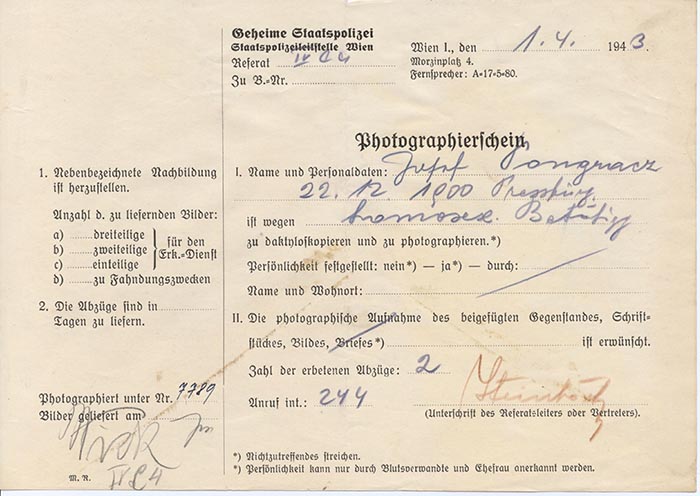 Geheime Staatspolizei
Staatspolizeileitstelle Wien
Referat IV C 4
Zu B.=Nr.
Wien I., den 1. 4. 1943.
Morzinplatz 4.
Fernsprecher: A=17=5=80.
Photographierschein
1. Nebenbezeichnete Nachbildung
ist herzustellen.
Anzahl d. zu liefernden Bilder:
a) dreiteilige
b) zweiteilige
c) einteilige
für den
Erk.=Dienst
d) zu Fahndungszwecken
2. Die Abzüge sind in
Tagen zu liefern.
Photographiert unter Nr. 7789
Bilder geliefert am
IV C 4
M. R.
I. Name und Personaldaten: Josef Pongracz
22. 12. 1900 Pressburg
ist wegen homosex. Betätigg
zu daktyloskopieren und zu photographieren.*)
Persönlichkeit festgestellt: nein*) — ja*) — durch:
Name und Wohnort:
II. Die photographische Aufnahme des beigefügten Gegenstandes, Schrift=
stückes, Bildes, Briefes*) ist erwünscht.
Zahl der erbetenen Abzüge: 2
Anruf int.: 244
(Unterschrift des Referatsleiters oder Vertreters).
*) Nichtzutreffendes streichen.
*) Persönlichkeit kann nur durch Blutsverwandte und Ehefrau anerkannt werden.